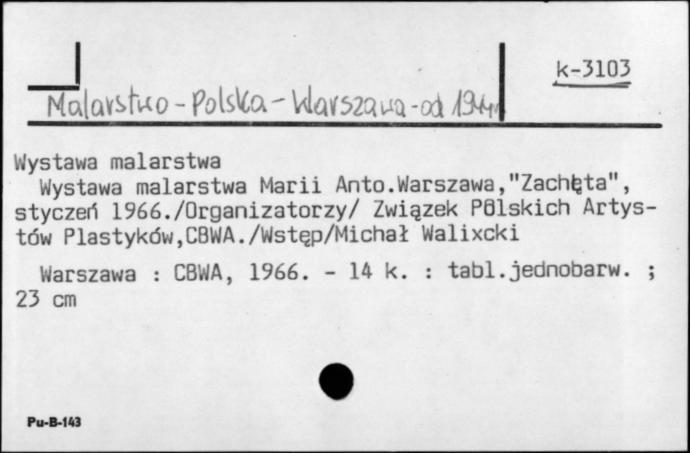 k-3103
Malarstwo - Polska - Warszawa - od 1944
Wystawa malarstwa
Wystawa malarstwa Marii Anto.Warszawa,"Zachęta",
styczeń 1966./Organizatorzy/ Związek Pölskich Artys-
tów Plastyków,CBWA./Wstęp/Michał Walixcki
Warszawa : CBWA, 1966. - 14 k. : tabl.jednobarw. ;
23 cm
Pu-B-143